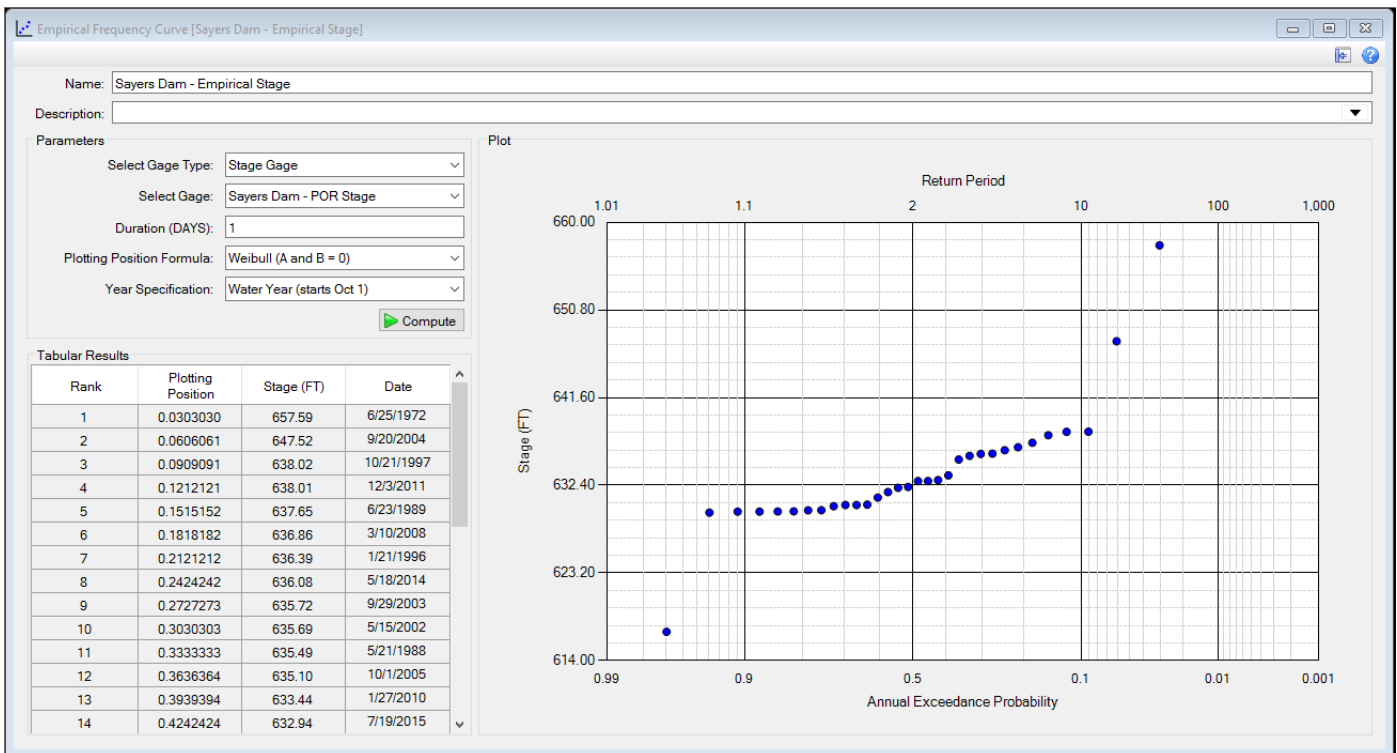 Empirical Frequency Curve [Sayers Dam - Empirical Stage]
Name: Sayers Dam - Empirical Stage
Description:
Parameters
Select Gage Type: Stage Gage
Select Gage: Sayers Dam - POR Stage
Duration (DAYS): 1
Plotting Position Formula: Weibull (A and B = 0)
Year Specification: Water Year (starts Oct 1)
Compute
Tabular Results
Rank Plotting Position Stage (FT) Date
1 0.0303030 657.59 6/25/1972
2 0.0606061 647.52 9/20/2004
3 0.0909091 638.02 10/21/1997
4 0.1212121 638.01 12/3/2011
5 0.1515152 637.65 6/23/1989
6 0.1818182 636.86 3/10/2008
7 0.2121212 636.39 1/21/1996
8 0.2424242 636.08 5/18/2014
9 0.2727273 635.72 9/29/2003
10 0.3030303 635.69 5/15/2002
11 0.3333333 635.49 5/21/1988
12 0.3636364 635.10 10/1/2005
13 0.3939394 633.44 1/27/2010
14 0.4242424 632.94 7/19/2015
Plot
Return Period
1.01 1.1 2 10 100 1,000
660.00
650.80
641.60
632.40
623.20
614.00
Stage (FT)
0.99 0.9 0.5 0.1 0.01 0.001
Annual Exceedance Probability